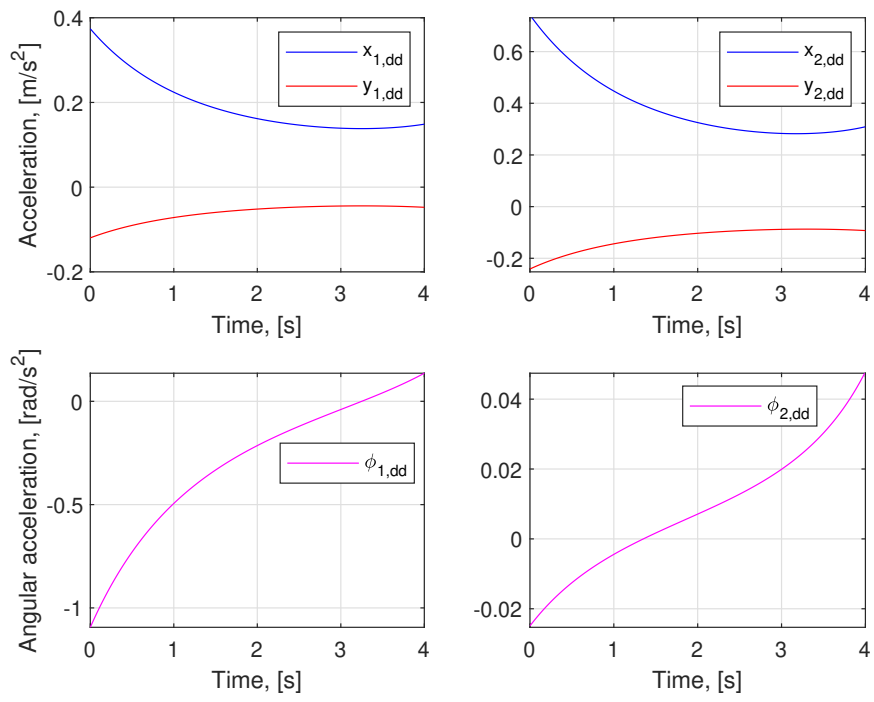 0.4
0.2
0
-0.2
Acceleration, [m/s²]
x₁,dd
y₁,dd
0 1 2 3 4
Time, [s]
0.6
0.4
0.2
0
-0.2
x₂,dd
y₂,dd
0 1 2 3 4
Time, [s]
0
-0.5
-1
Angular acceleration, [rad/s²]
ϕ₁,dd
0 1 2 3 4
Time, [s]
0.04
0.02
0
-0.02
ϕ₂,dd
0 1 2 3 4
Time, [s]